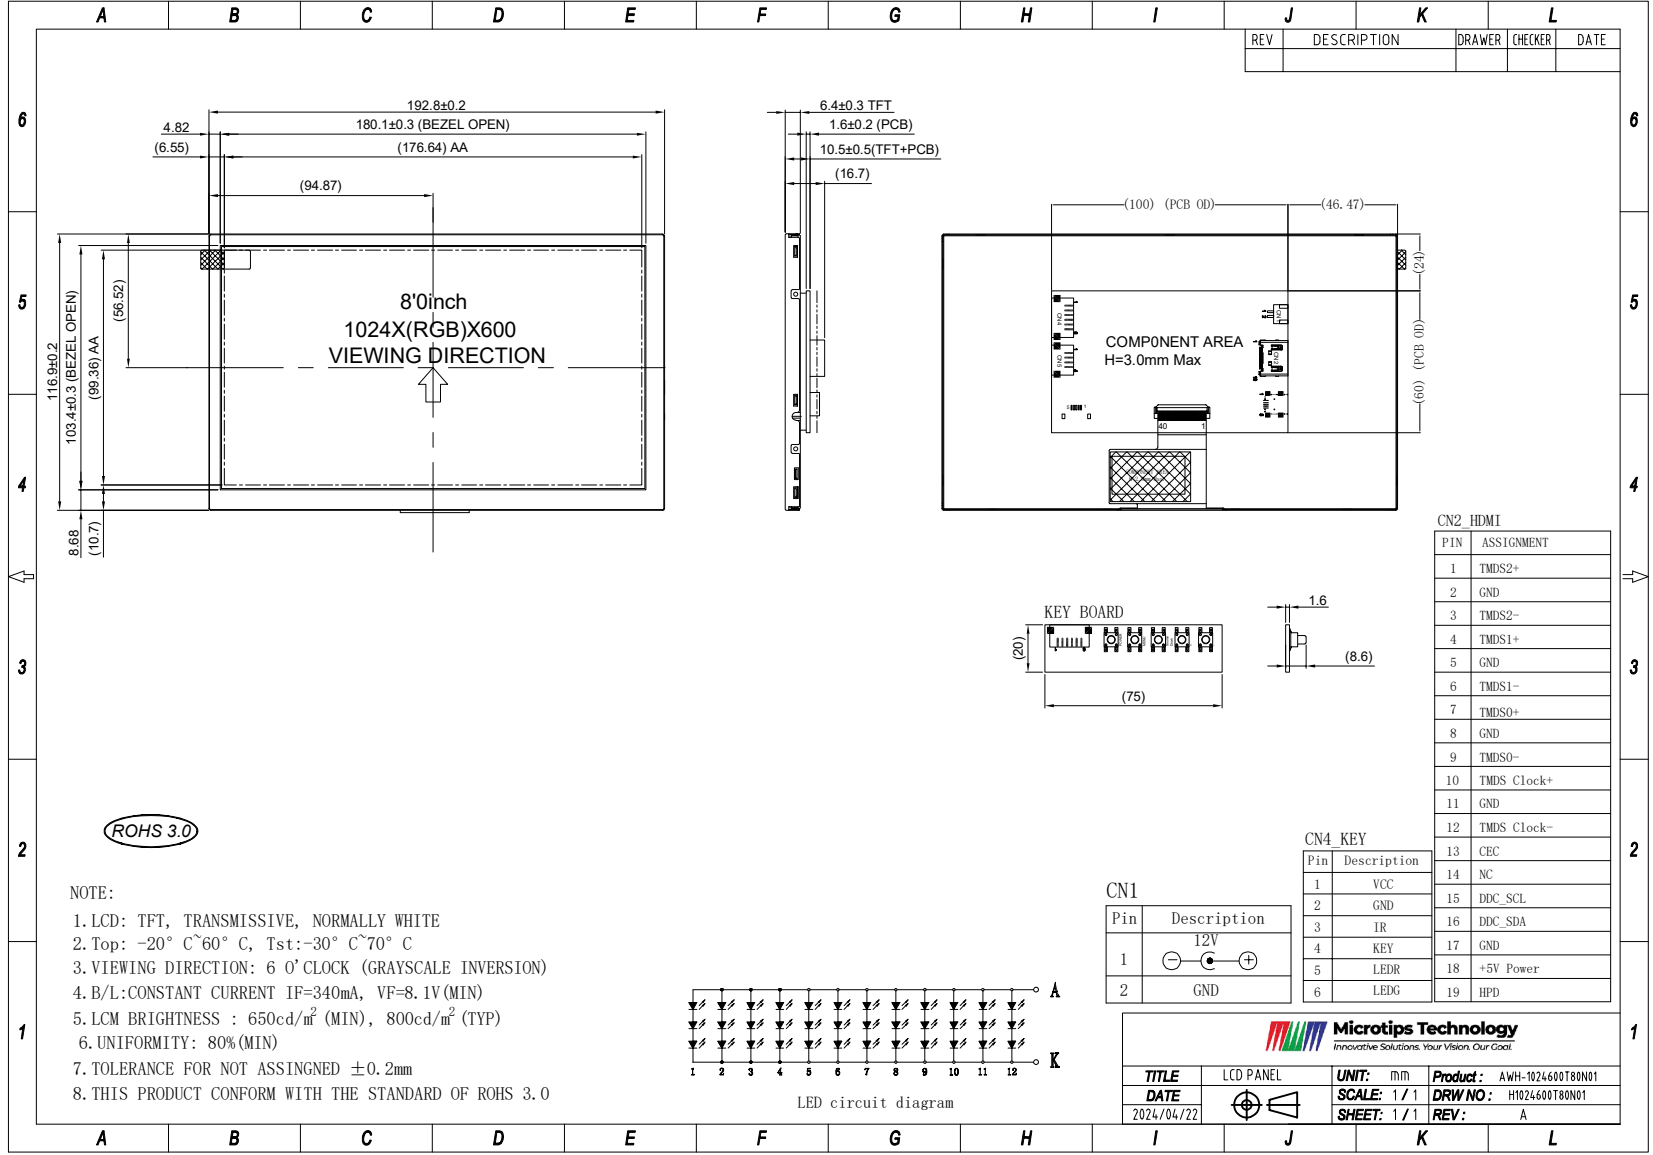 A B C D E F G H I J K L
REV DESCRIPTION DRAWER CHECKER DATE
6 6
5 5
4 4
3 3
2 2
1 1
192.8±0.2
180.1±0.3 (BEZEL OPEN)
4.82
(6.55)
(176.64) AA
(94.87)
116.9±0.2
103.4±0.3 (BEZEL OPEN)
(99.36) AA
(56.52)
8.68
(10.7)
8'0inch
1024X(RGB)X600
VIEWING DIRECTION
6.4±0.3 TFT
1.6±0.2 (PCB)
10.5±0.5(TFT+PCB)
(16.7)
(100) (PCB OD)
(46.47)
(24)
(60) (PCB OD)
COMP0NENT AREA
H=3.0mm Max
CN4
CN5
CN2
40 1
KEY BOARD
(20)
(75)
1.6
(8.6)
CN2_HDMI
PIN ASSIGNMENT
1 TMDS2+
2 GND
3 TMDS2-
4 TMDS1+
5 GND
6 TMDS1-
7 TMDS0+
8 GND
9 TMDS0-
10 TMDS Clock+
11 GND
12 TMDS Clock-
13 CEC
14 NC
15 DDC_SCL
16 DDC_SDA
17 GND
18 +5V Power
19 HPD
CN4_KEY
Pin Description
1 VCC
2 GND
3 IR
4 KEY
5 LEDR
6 LEDG
CN1
Pin Description
1 12V
2 GND
ROHS 3.0
NOTE:
1. LCD: TFT, TRANSMISSIVE, NORMALLY WHITE
2. Top: -20° C~60° C, Tst:-30° C~70° C
3. VIEWING DIRECTION: 6 O'CLOCK (GRAYSCALE INVERSION)
4. B/L:CONSTANT CURRENT IF=340mA, VF=8.1V(MIN)
5. LCM BRIGHTNESS : 650cd/m² (MIN), 800cd/m² (TYP)
6. UNIFORMITY: 80%(MIN)
7. TOLERANCE FOR NOT ASSINGNED ±0.2mm
8. THIS PRODUCT CONFORM WITH THE STANDARD OF ROHS 3.0
A
K
1 2 3 4 5 6 7 8 9 10 11 12
LED circuit diagram
Microtips Technology
Innovative Solutions. Your Vision. Our Goal.
TITLE LCD PANEL UNIT: mm Product : AWH-1024600T80N01
DATE SCALE: 1 / 1 DRW NO : H1024600T80N01
2024/04/22 SHEET: 1 / 1 REV : A
A B C D E F G H I J K L